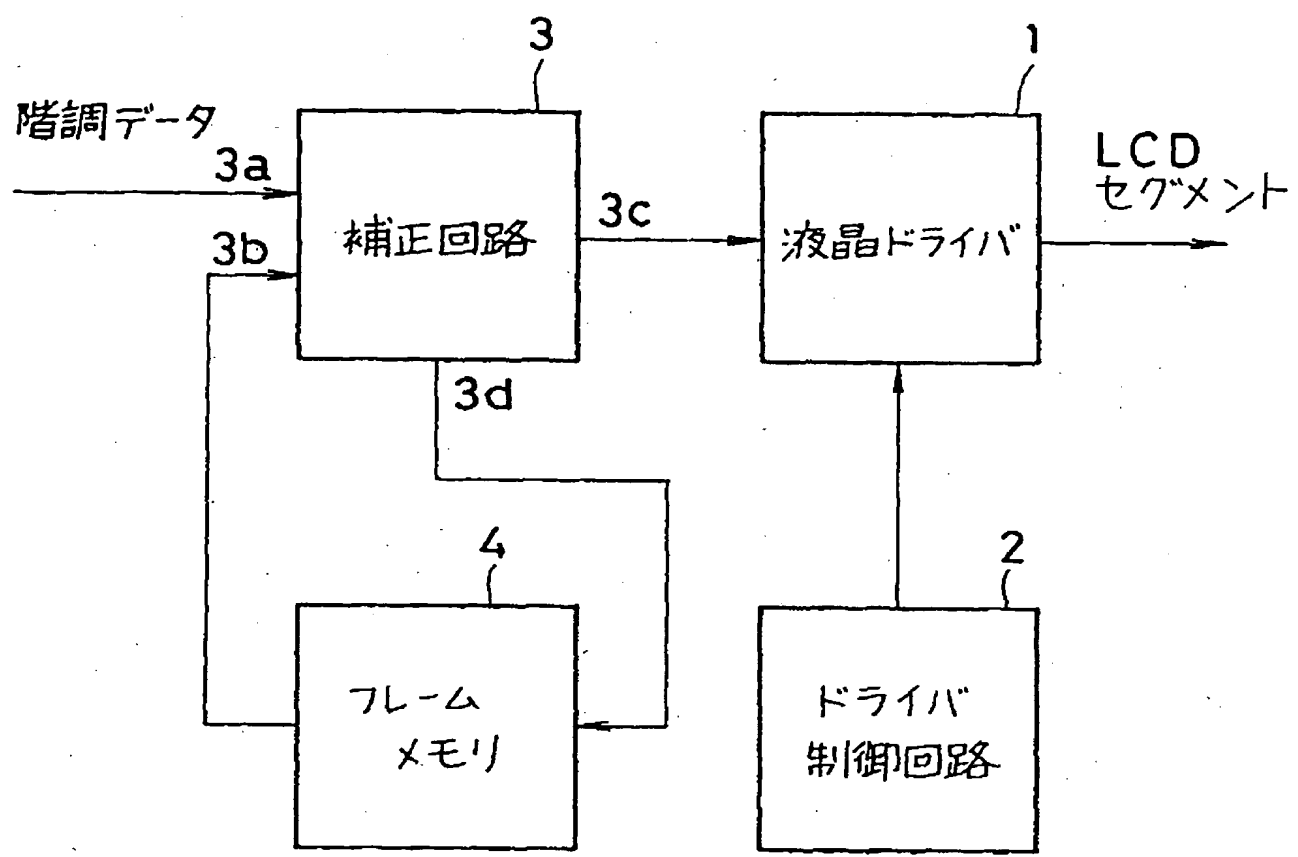 3
1
階調データ
3a
補正回路
3b
3c
液晶ドライバ
LCD
セグメント
3d
4
フレーム
メモリ
2
ドライバ
制御回路